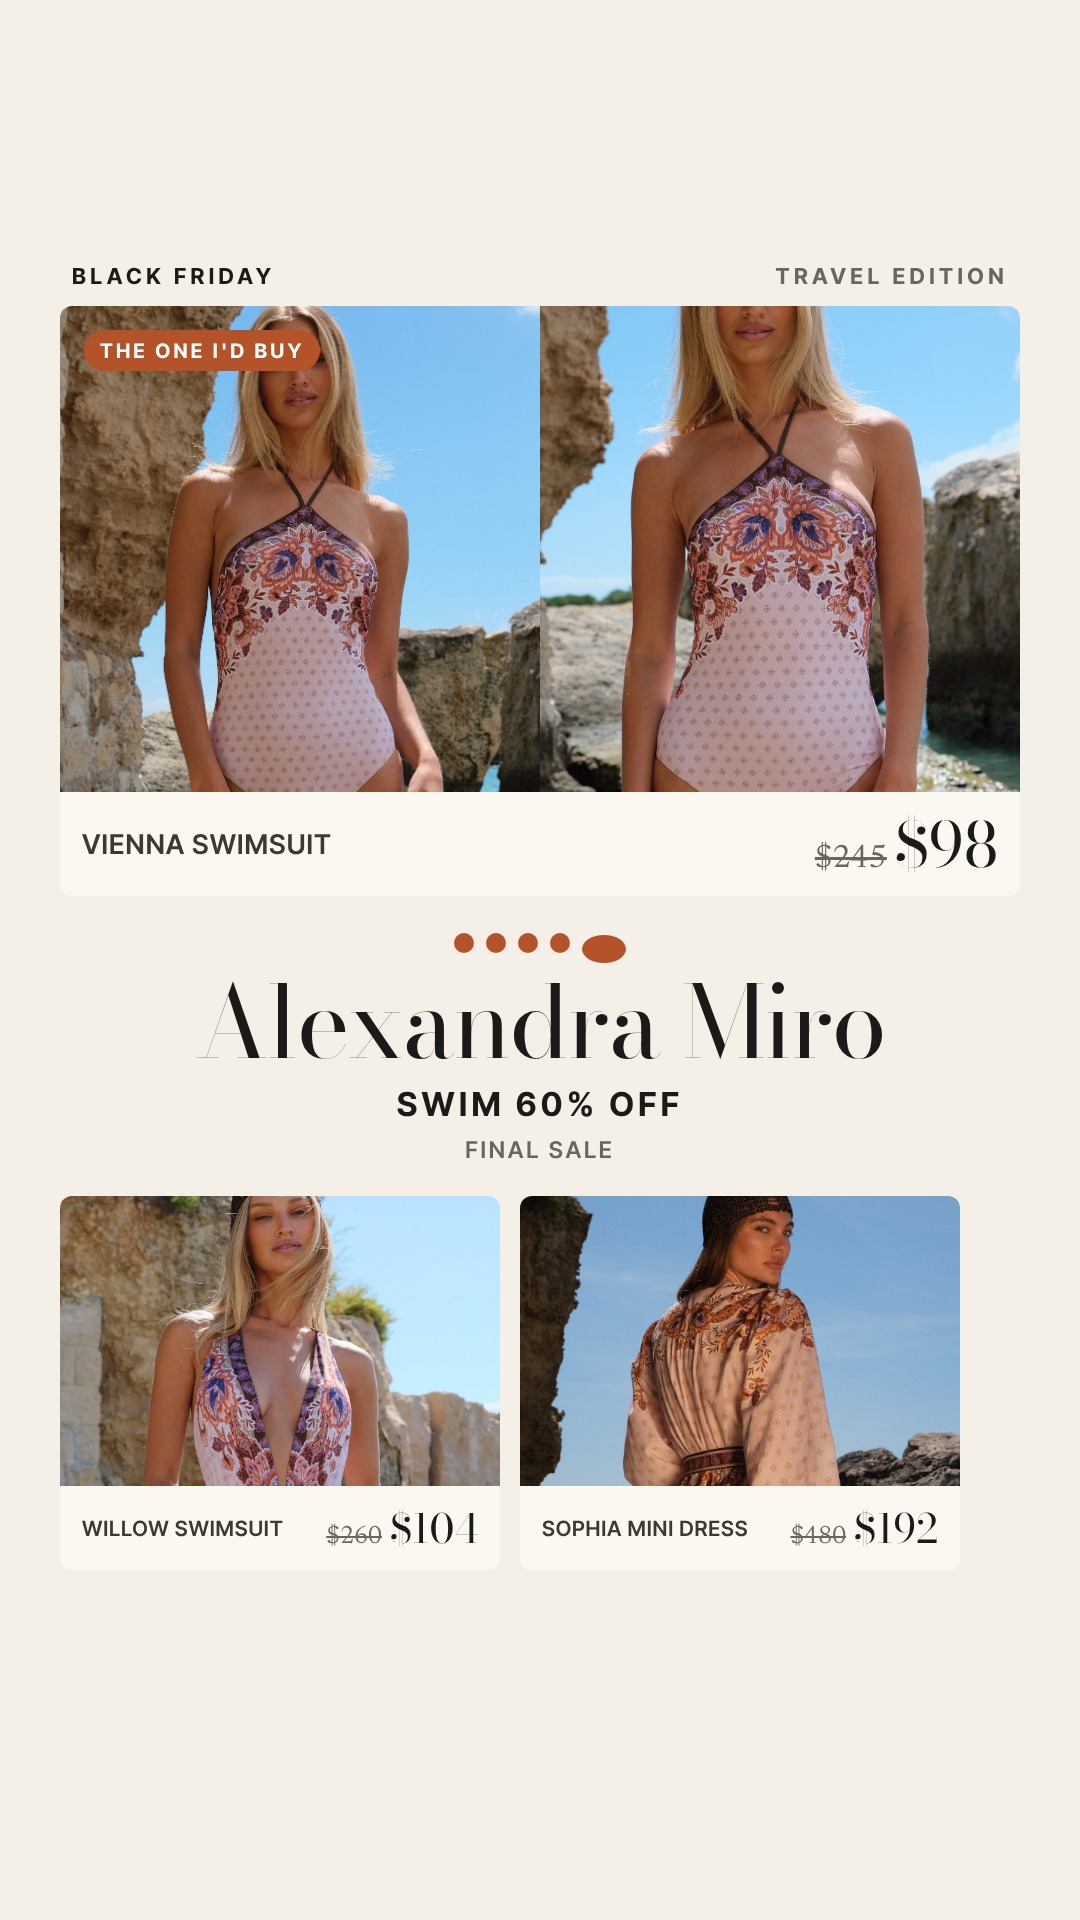 BLACK FRIDAY
TRAVEL EDITION
THE ONE I'D BUY
VIENNA SWIMSUIT
$245 $98
Alexandra Miro
SWIM 60% OFF
FINAL SALE
WILLOW SWIMSUIT
$260 $104
SOPHIA MINI DRESS
$480 $192